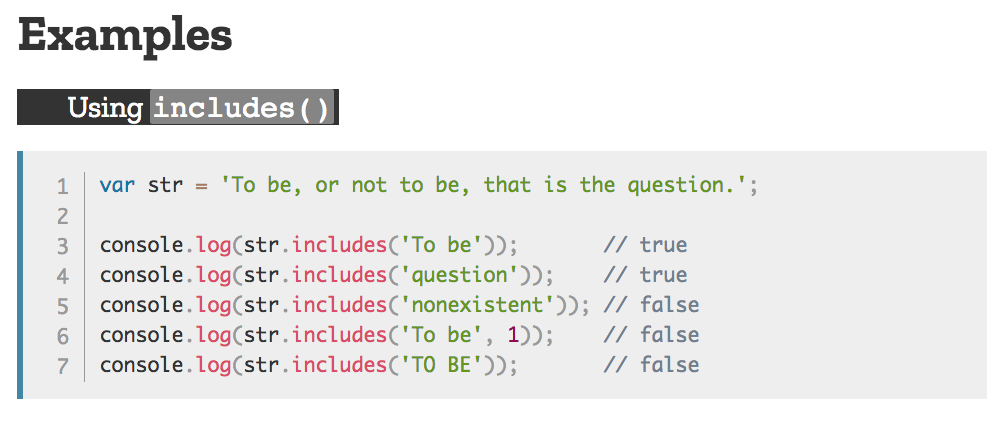 Examples
Using includes()
1 var str = 'To be, or not to be, that is the question.';
2
3 console.log(str.includes('To be'));       // true
4 console.log(str.includes('question'));    // true
5 console.log(str.includes('nonexistent')); // false
6 console.log(str.includes('To be', 1));    // false
7 console.log(str.includes('TO BE'));       // false